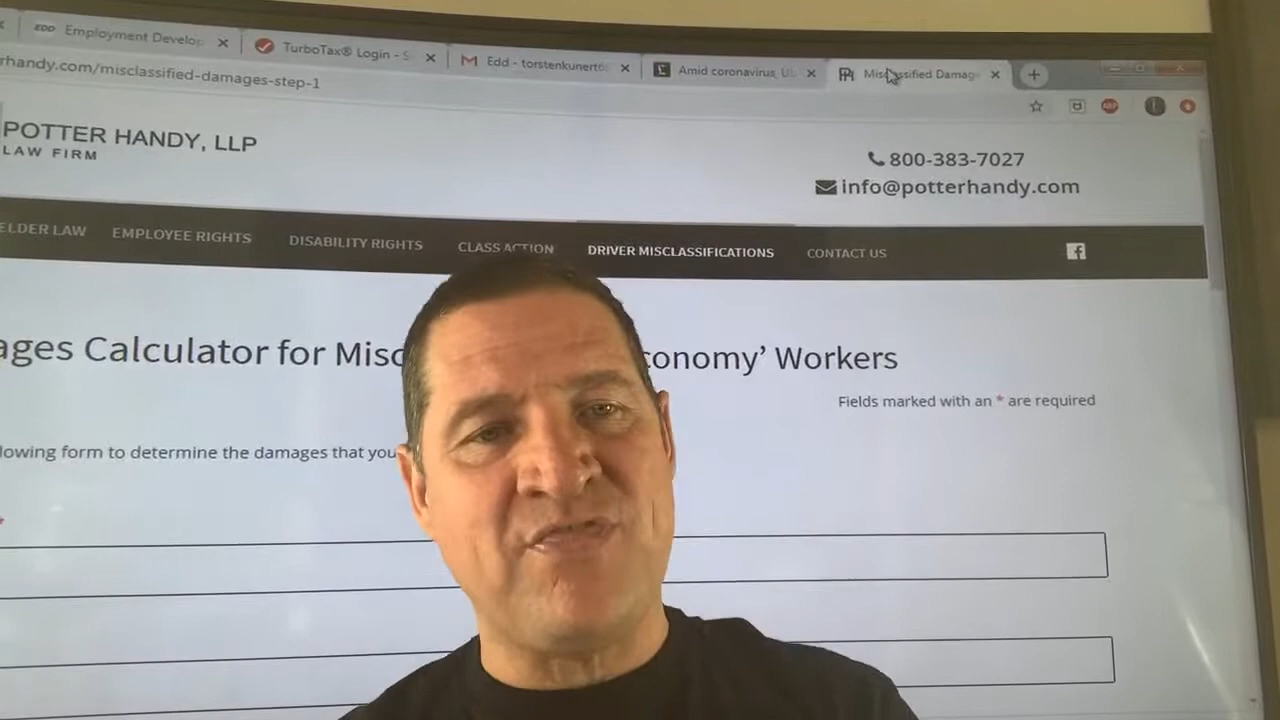 EDD Employment Develop
TurboTax® Login - S
Edd - torstenkunert
Amid coronavirus, U
Misclassified Damag
rhandy.com/misclassified-damages-step-1
POTTER HANDY, LLP
LAW FIRM
800-383-7027
info@potterhandy.com
ELDER LAW
EMPLOYEE RIGHTS
DISABILITY RIGHTS
CLASS ACTION
DRIVER MISCLASSIFICATIONS
CONTACT US
ages Calculator for Misc
conomy’ Workers
Fields marked with an * are required
lowing form to determine the damages that you
*